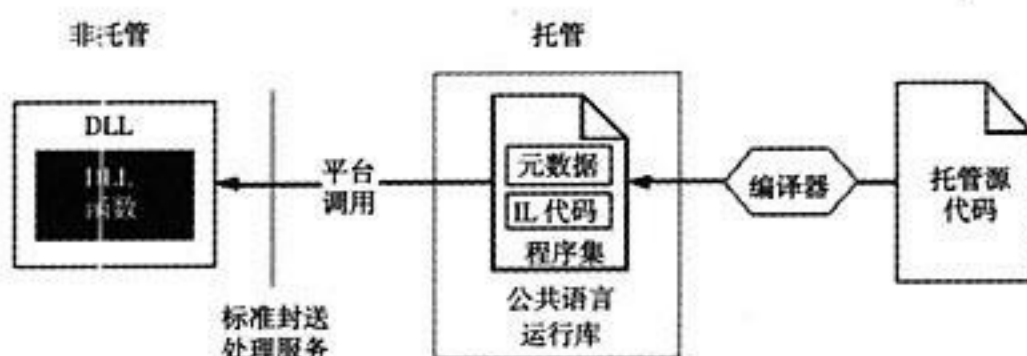 非托管
托管
DLL
DLL
函数
平台
调用
元数据
IL 代码
程序集
公共语言
运行库
编译器
托管源
代码
标准封送
处理服务